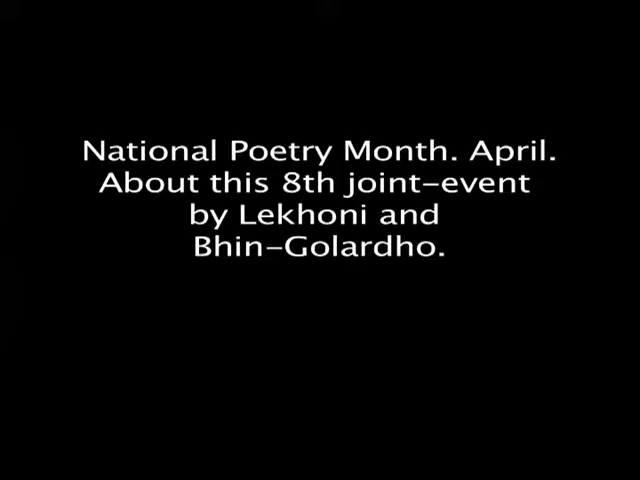 National Poetry Month. April.
About this 8th joint-event
by Lekhoni and
Bhin-Golardho.